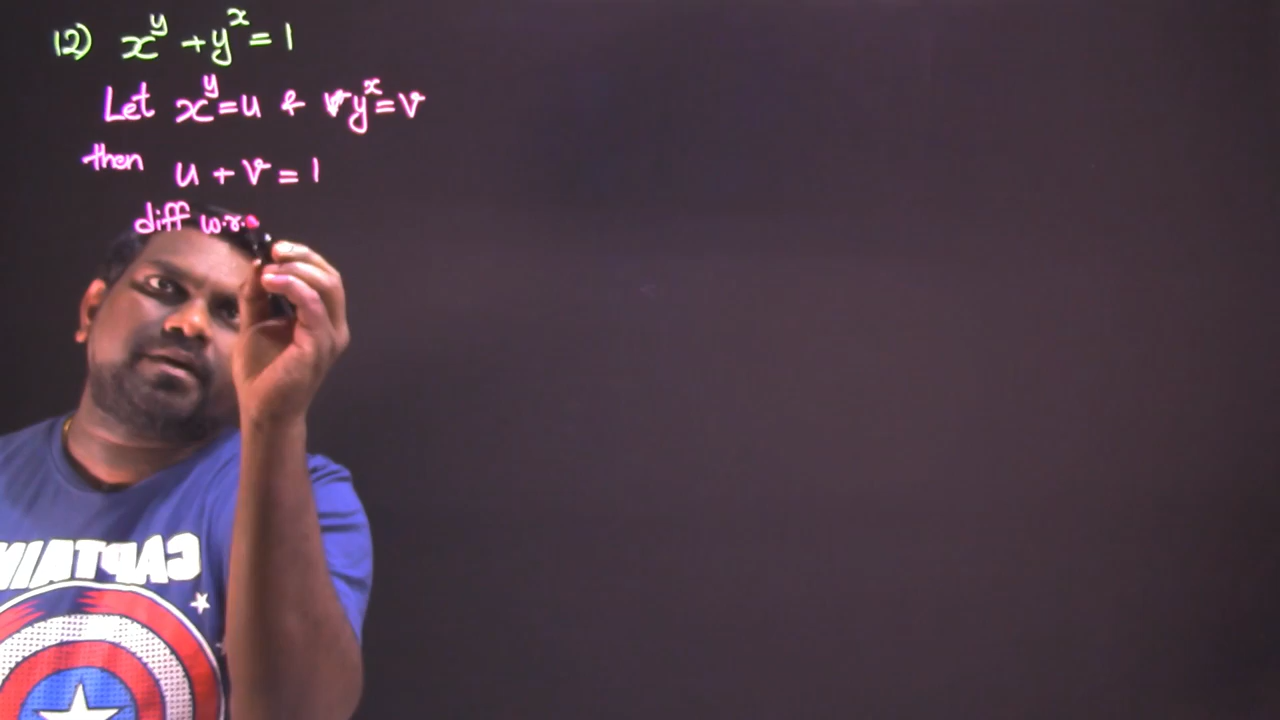 12) x^y + y^x = 1
Let x^y = u & y^x = v
then u + v = 1
diff w.r.
CAPTAIN